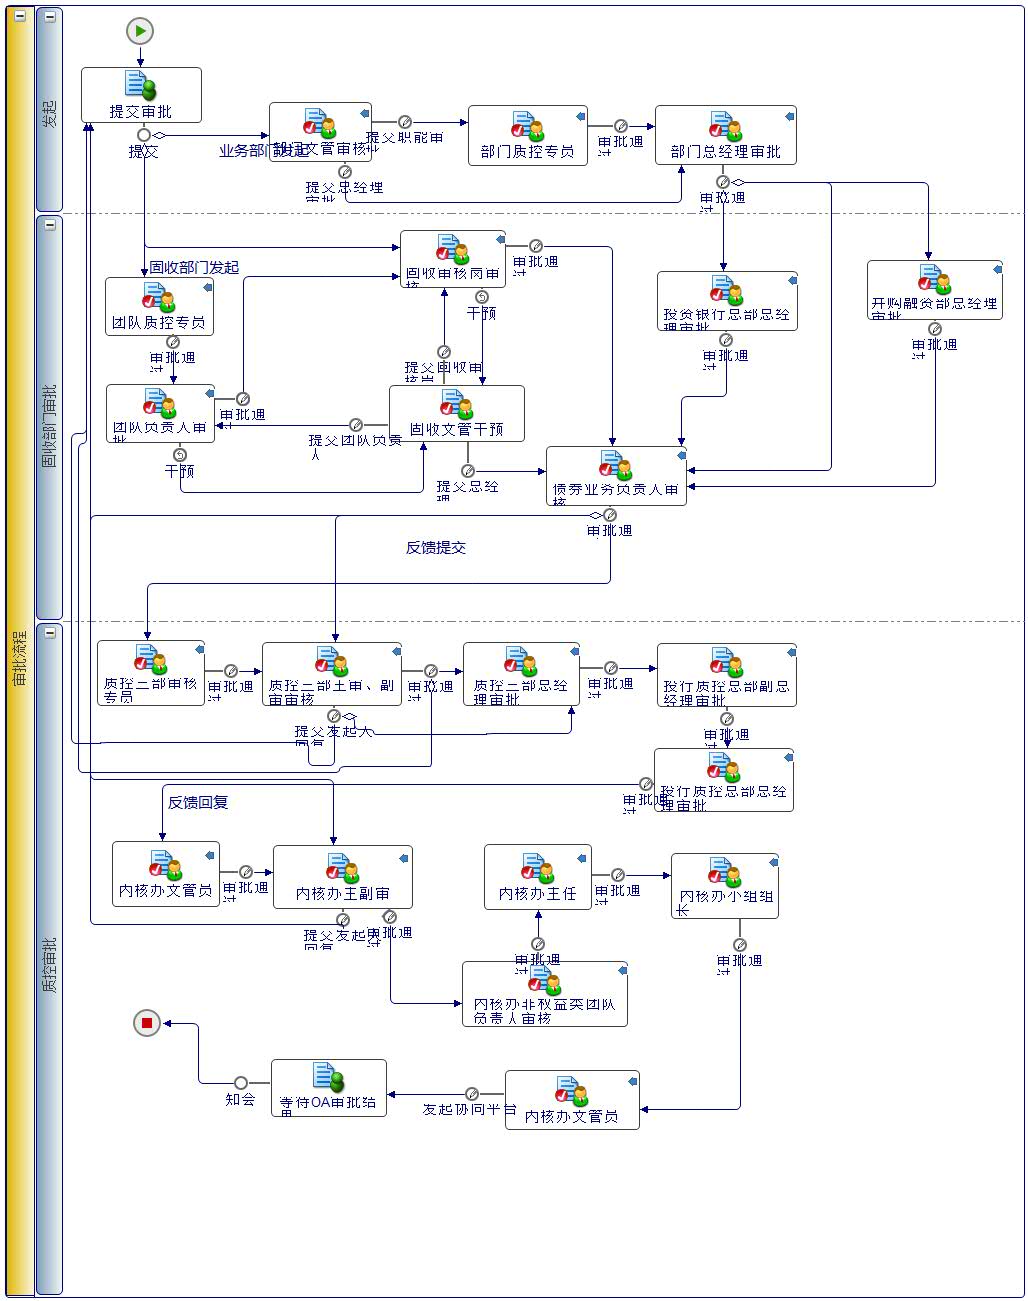 审批流程
发起
提交审批
提交
业务部门发起
部门文管审核
提交职能审
批
部门质控专员
审批通
过
部门总经理审批
提交总经理
审批
审批通
过
固收部门审批
固收部门发起
固收审核岗审
核
审批通
过
干预
团队质控专员
审批通
过
投资银行总部总经
理审批
审批通
过
并购融资部总经理
审批
审批通
过
提交固收审
核岗
团队负责人审
批
审批通
过
干预
固收文管干预
提交团队负责
人
提交总经
理
债券业务负责人审
核
审批通
过
反馈提交
质控审批
质控二部审核
专员
审批通
过
质控二部主审、副
审审核
审批通
过
提交发起人
回复
质控二部总经
理审批
审批通
过
投行质控总部副总
经理审批
审批通
过
投行质控总部总经
理审批
审批通
过
反馈回复
内核办文管员
审批通
过
内核办主副审
提交发起人
回复
审批通
过
内核办主任
审批通
过
内核办小组组
长
审批通
过
审批通
过
内核办非权益类团队
负责人审核
知会
等待OA审批结
果
发起协同平台
内核办文管员